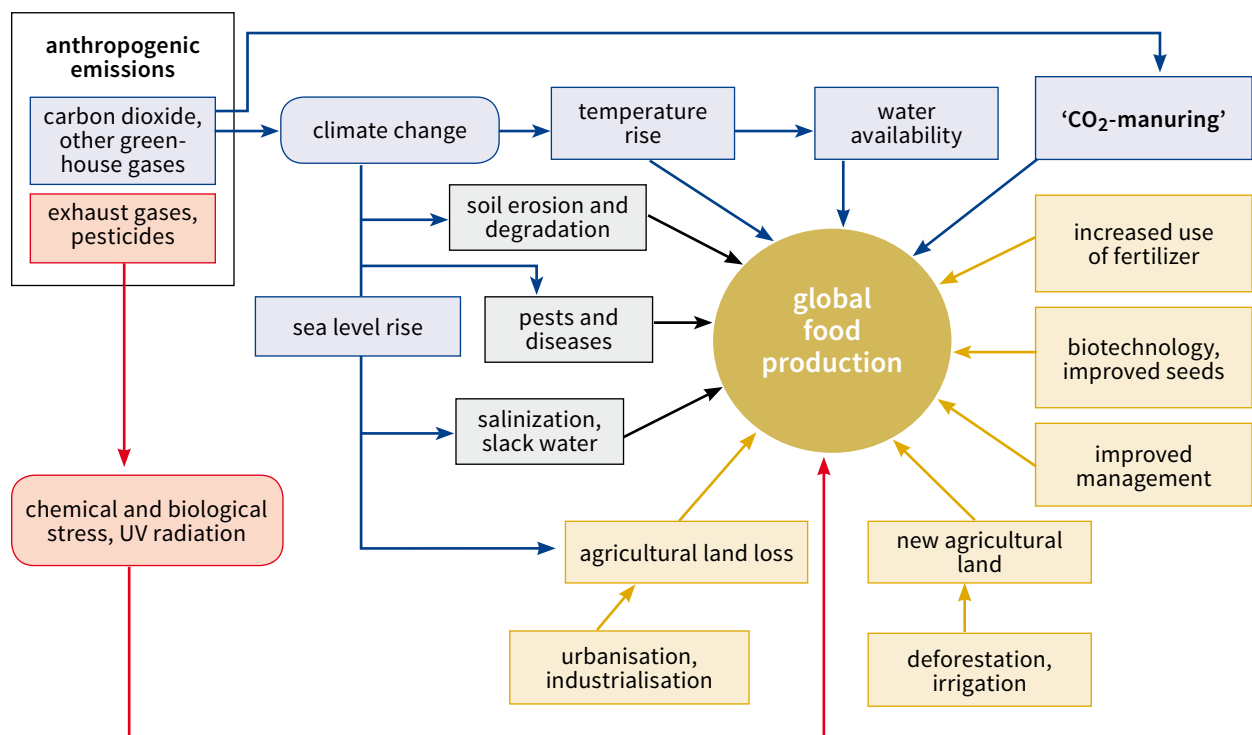 anthropogenic
emissions
carbon dioxide,
other green-
house gases
exhaust gases,
pesticides
climate change
temperature
rise
water
availability
‘CO₂-manuring’
soil erosion and
degradation
increased use
of fertilizer
sea level rise
pests and
diseases
global
food
production
biotechnology,
improved seeds
salinization,
slack water
improved
management
chemical and biological
stress, UV radiation
agricultural land loss
new agricultural
land
urbanisation,
industrialisation
deforestation,
irrigation